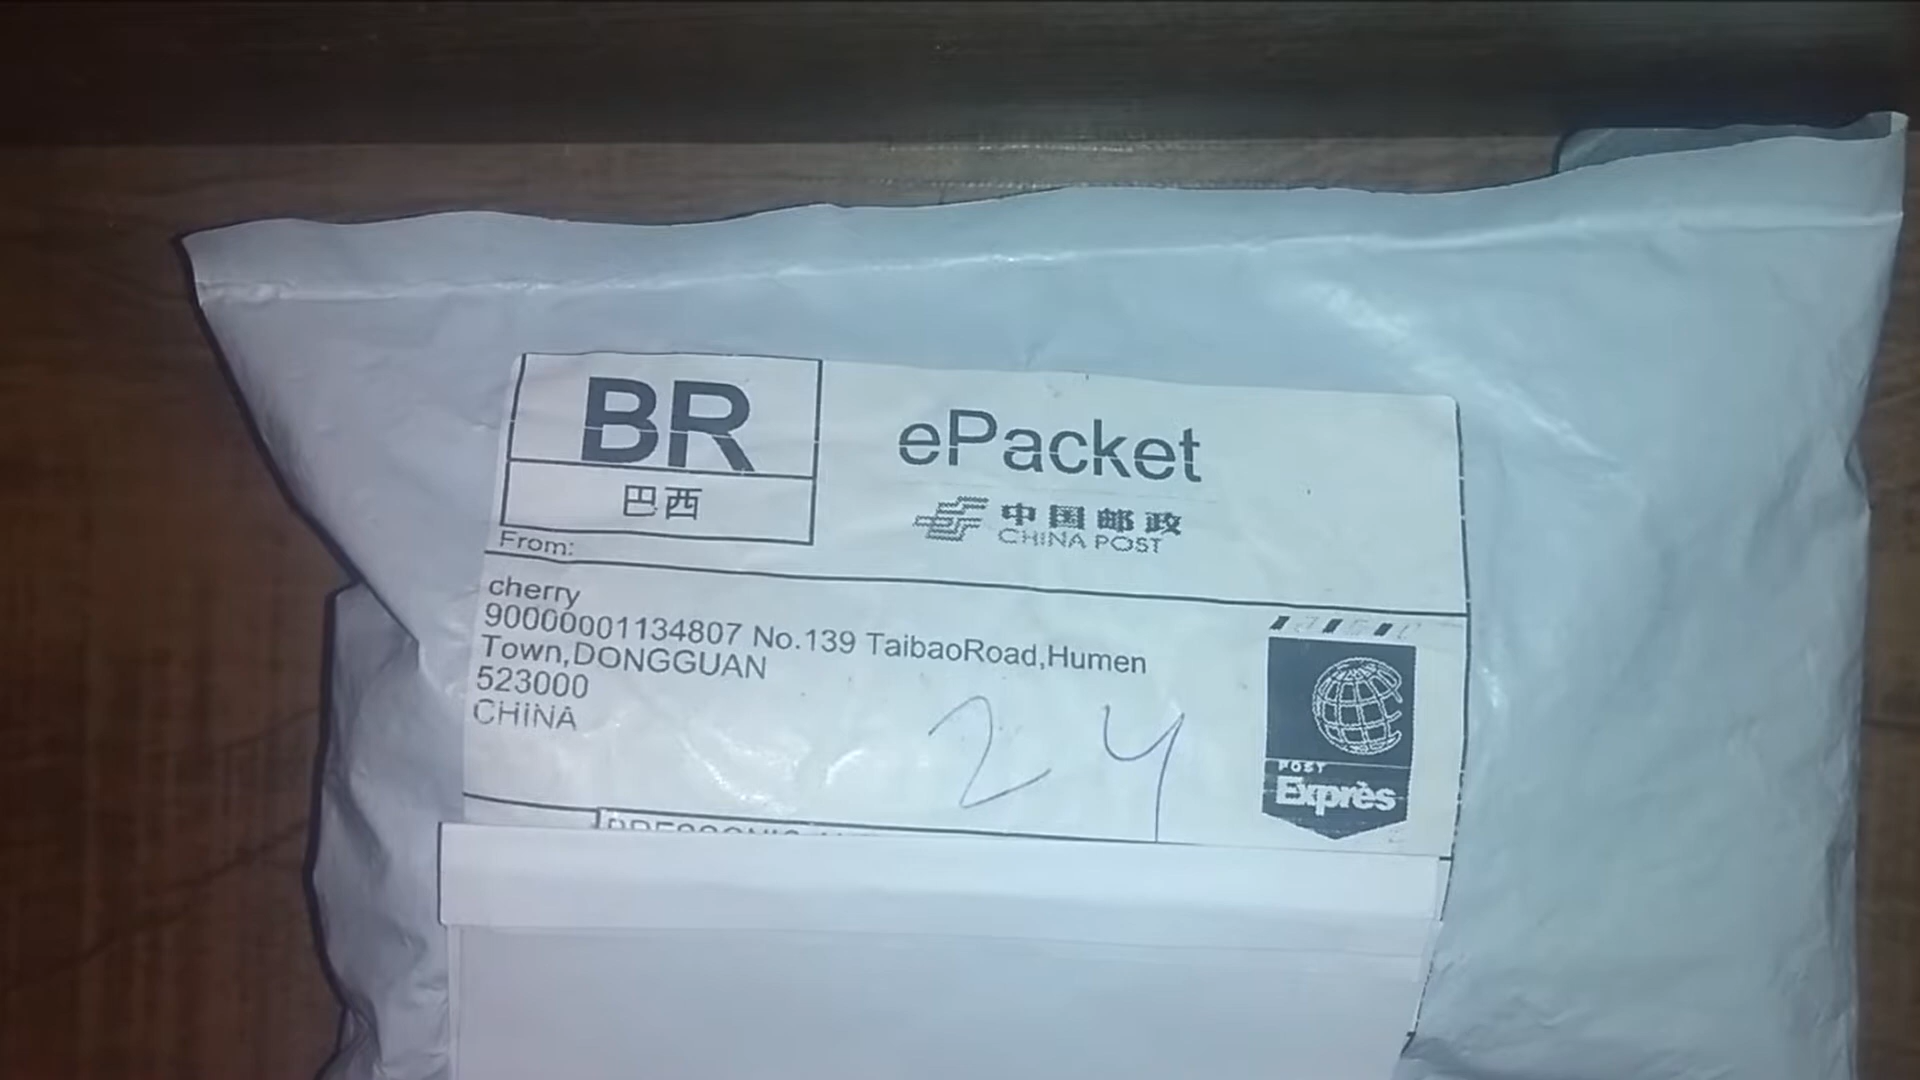 BR
巴西
ePacket
中国邮政
CHINA POST
From:
cherry
90000001134807 No.139 TaibaoRoad,Humen
Town,DONGGUAN
523000
CHINA
24
POST
Exprès